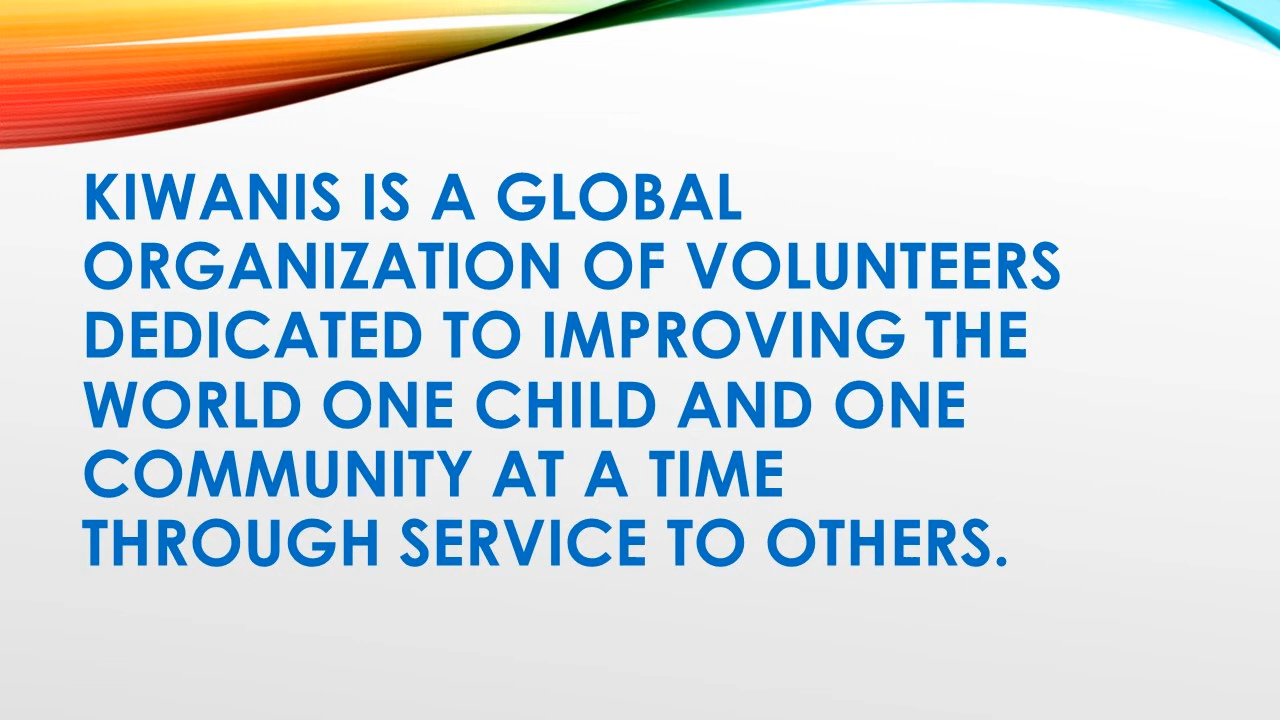 KIWANIS IS A GLOBAL
ORGANIZATION OF VOLUNTEERS
DEDICATED TO IMPROVING THE
WORLD ONE CHILD AND ONE
COMMUNITY AT A TIME
THROUGH SERVICE TO OTHERS.